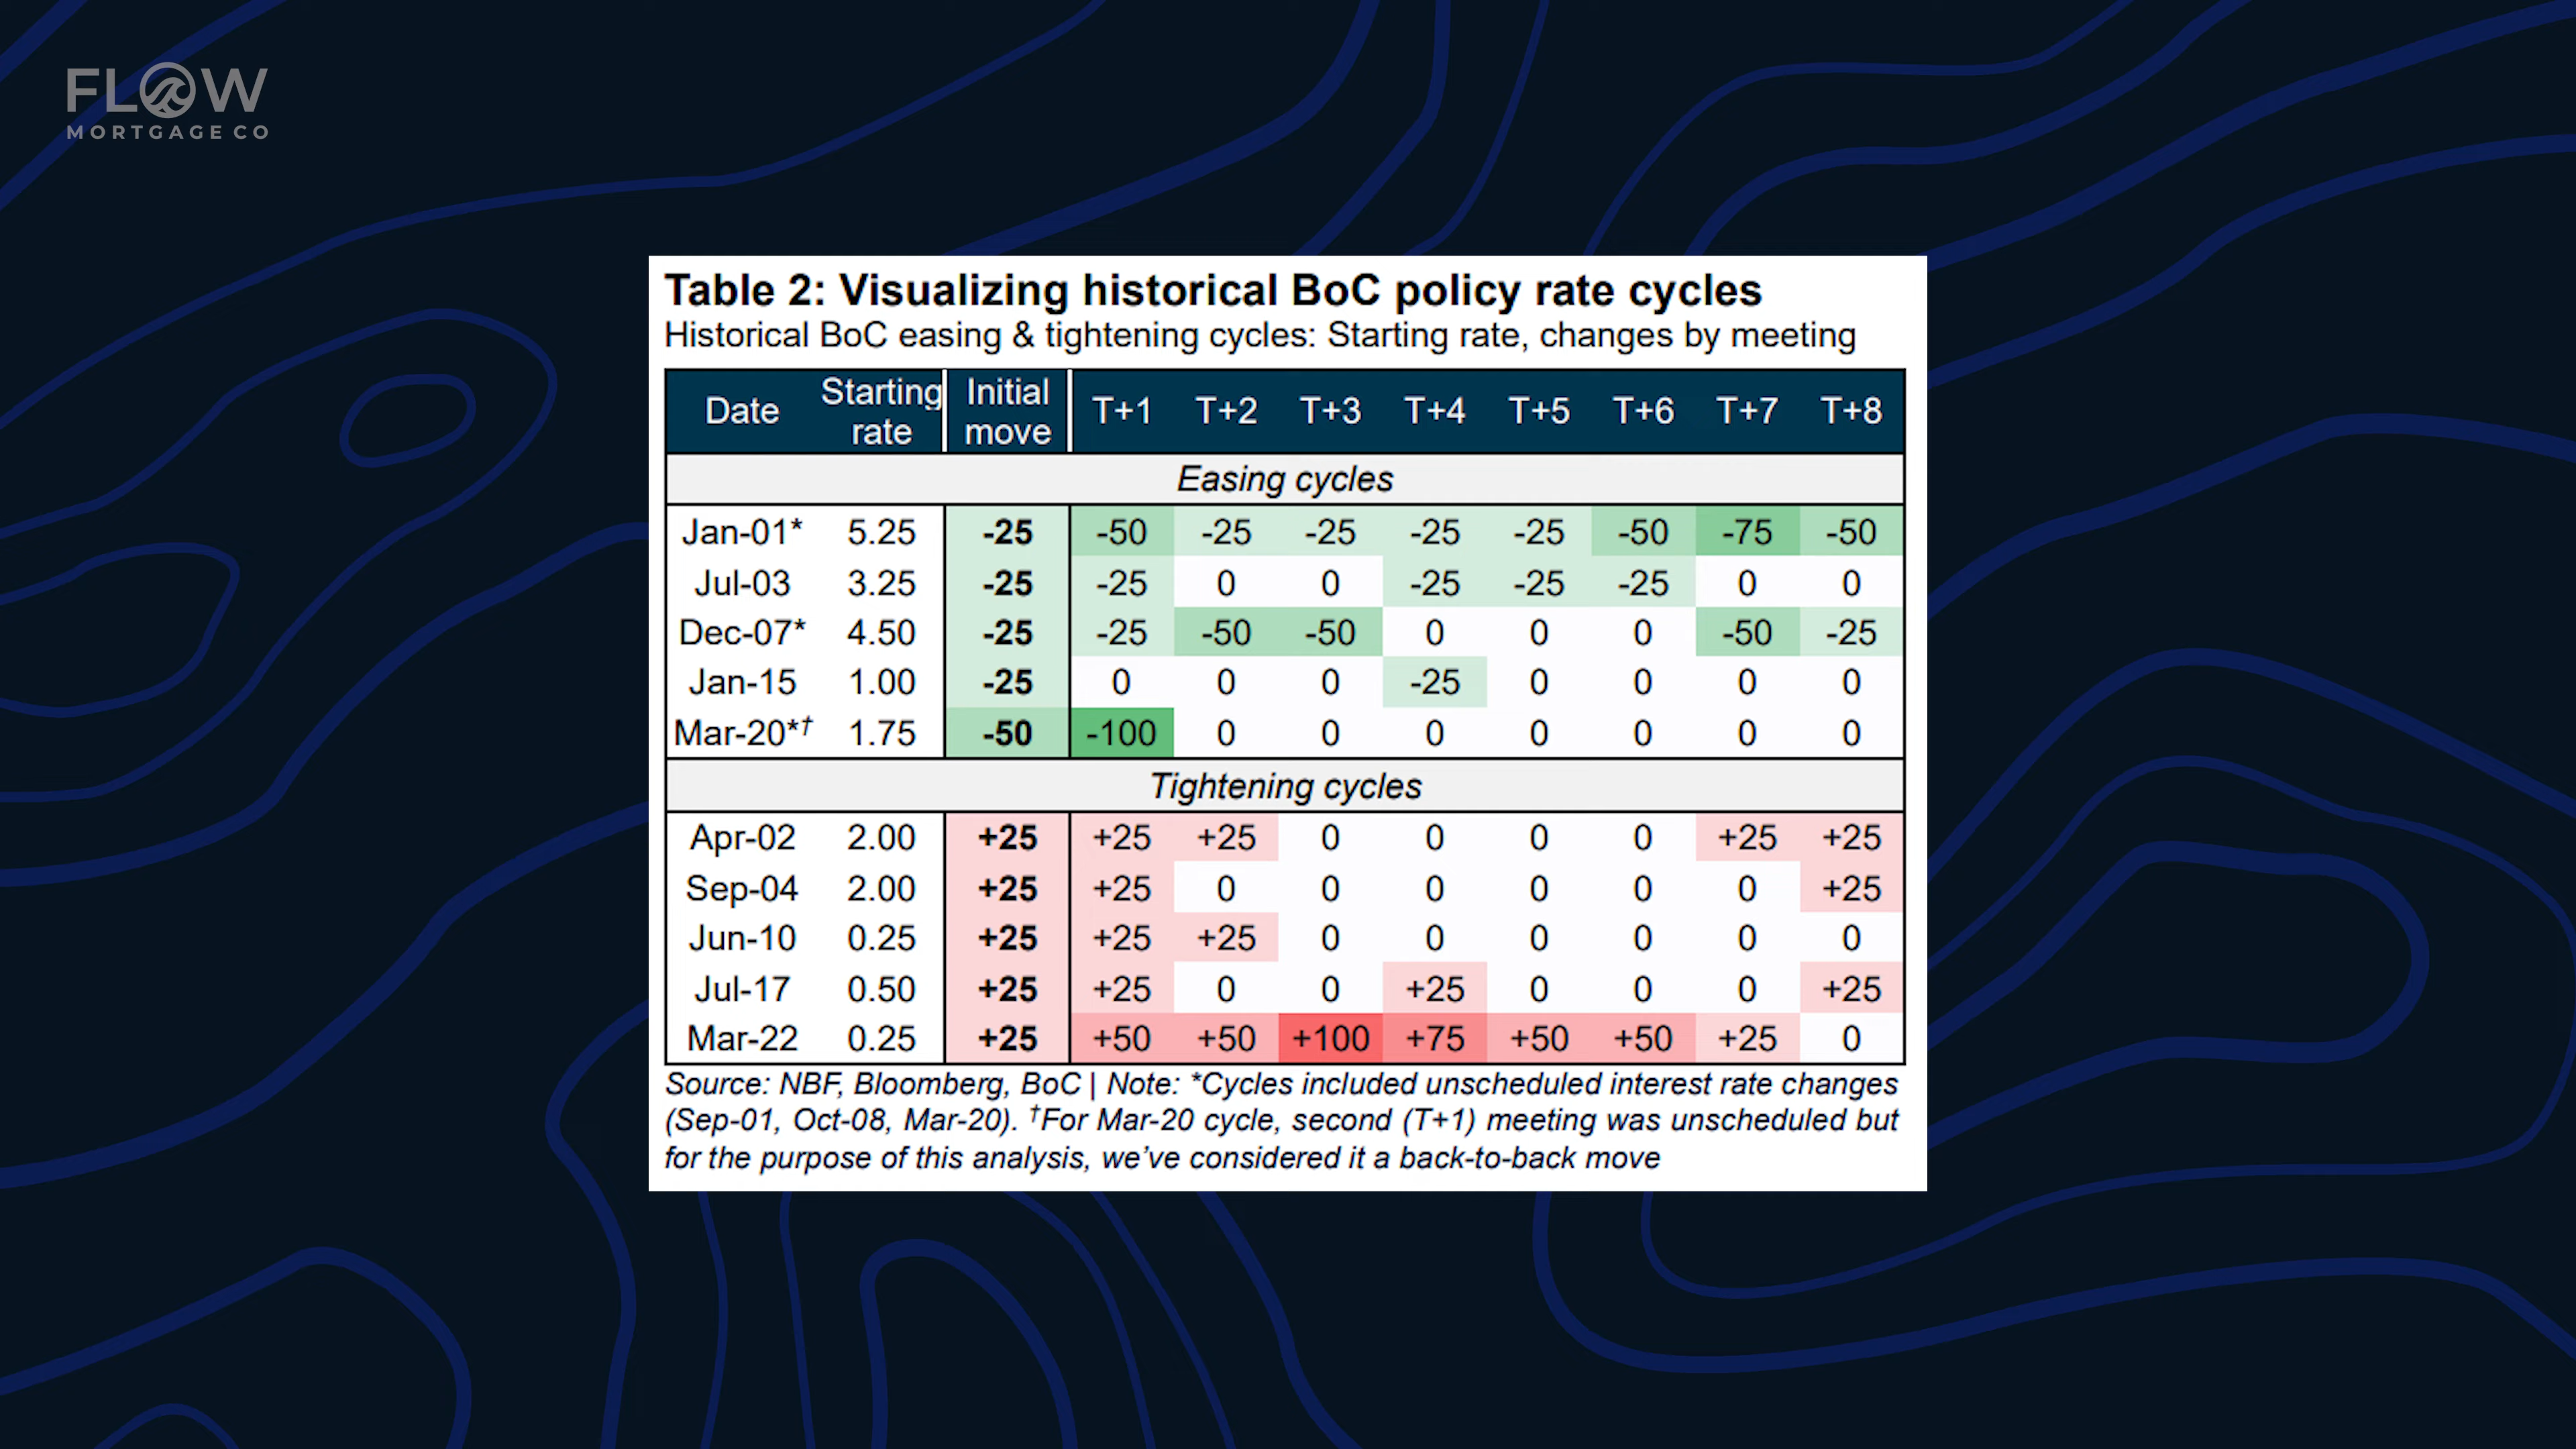 FLOW
MORTGAGE CO
Table 2: Visualizing historical BoC policy rate cycles
Historical BoC easing & tightening cycles: Starting rate, changes by meeting
Date Starting rate Initial move T+1 T+2 T+3 T+4 T+5 T+6 T+7 T+8
Easing cycles
Jan-01* 5.25 -25 -50 -25 -25 -25 -25 -50 -75 -50
Jul-03 3.25 -25 -25 0 0 -25 -25 -25 0 0
Dec-07* 4.50 -25 -25 -50 -50 0 0 0 -50 -25
Jan-15 1.00 -25 0 0 0 -25 0 0 0 0
Mar-20*† 1.75 -50 -100 0 0 0 0 0 0 0
Tightening cycles
Apr-02 2.00 +25 +25 +25 0 0 0 0 +25 +25
Sep-04 2.00 +25 +25 0 0 0 0 0 0 +25
Jun-10 0.25 +25 +25 +25 0 0 0 0 0 0
Jul-17 0.50 +25 +25 0 0 +25 0 0 0 +25
Mar-22 0.25 +25 +50 +50 +100 +75 +50 +50 +25 0
Source: NBF, Bloomberg, BoC | Note: *Cycles included unscheduled interest rate changes
(Sep-01, Oct-08, Mar-20). †For Mar-20 cycle, second (T+1) meeting was unscheduled but
for the purpose of this analysis, we've considered it a back-to-back move